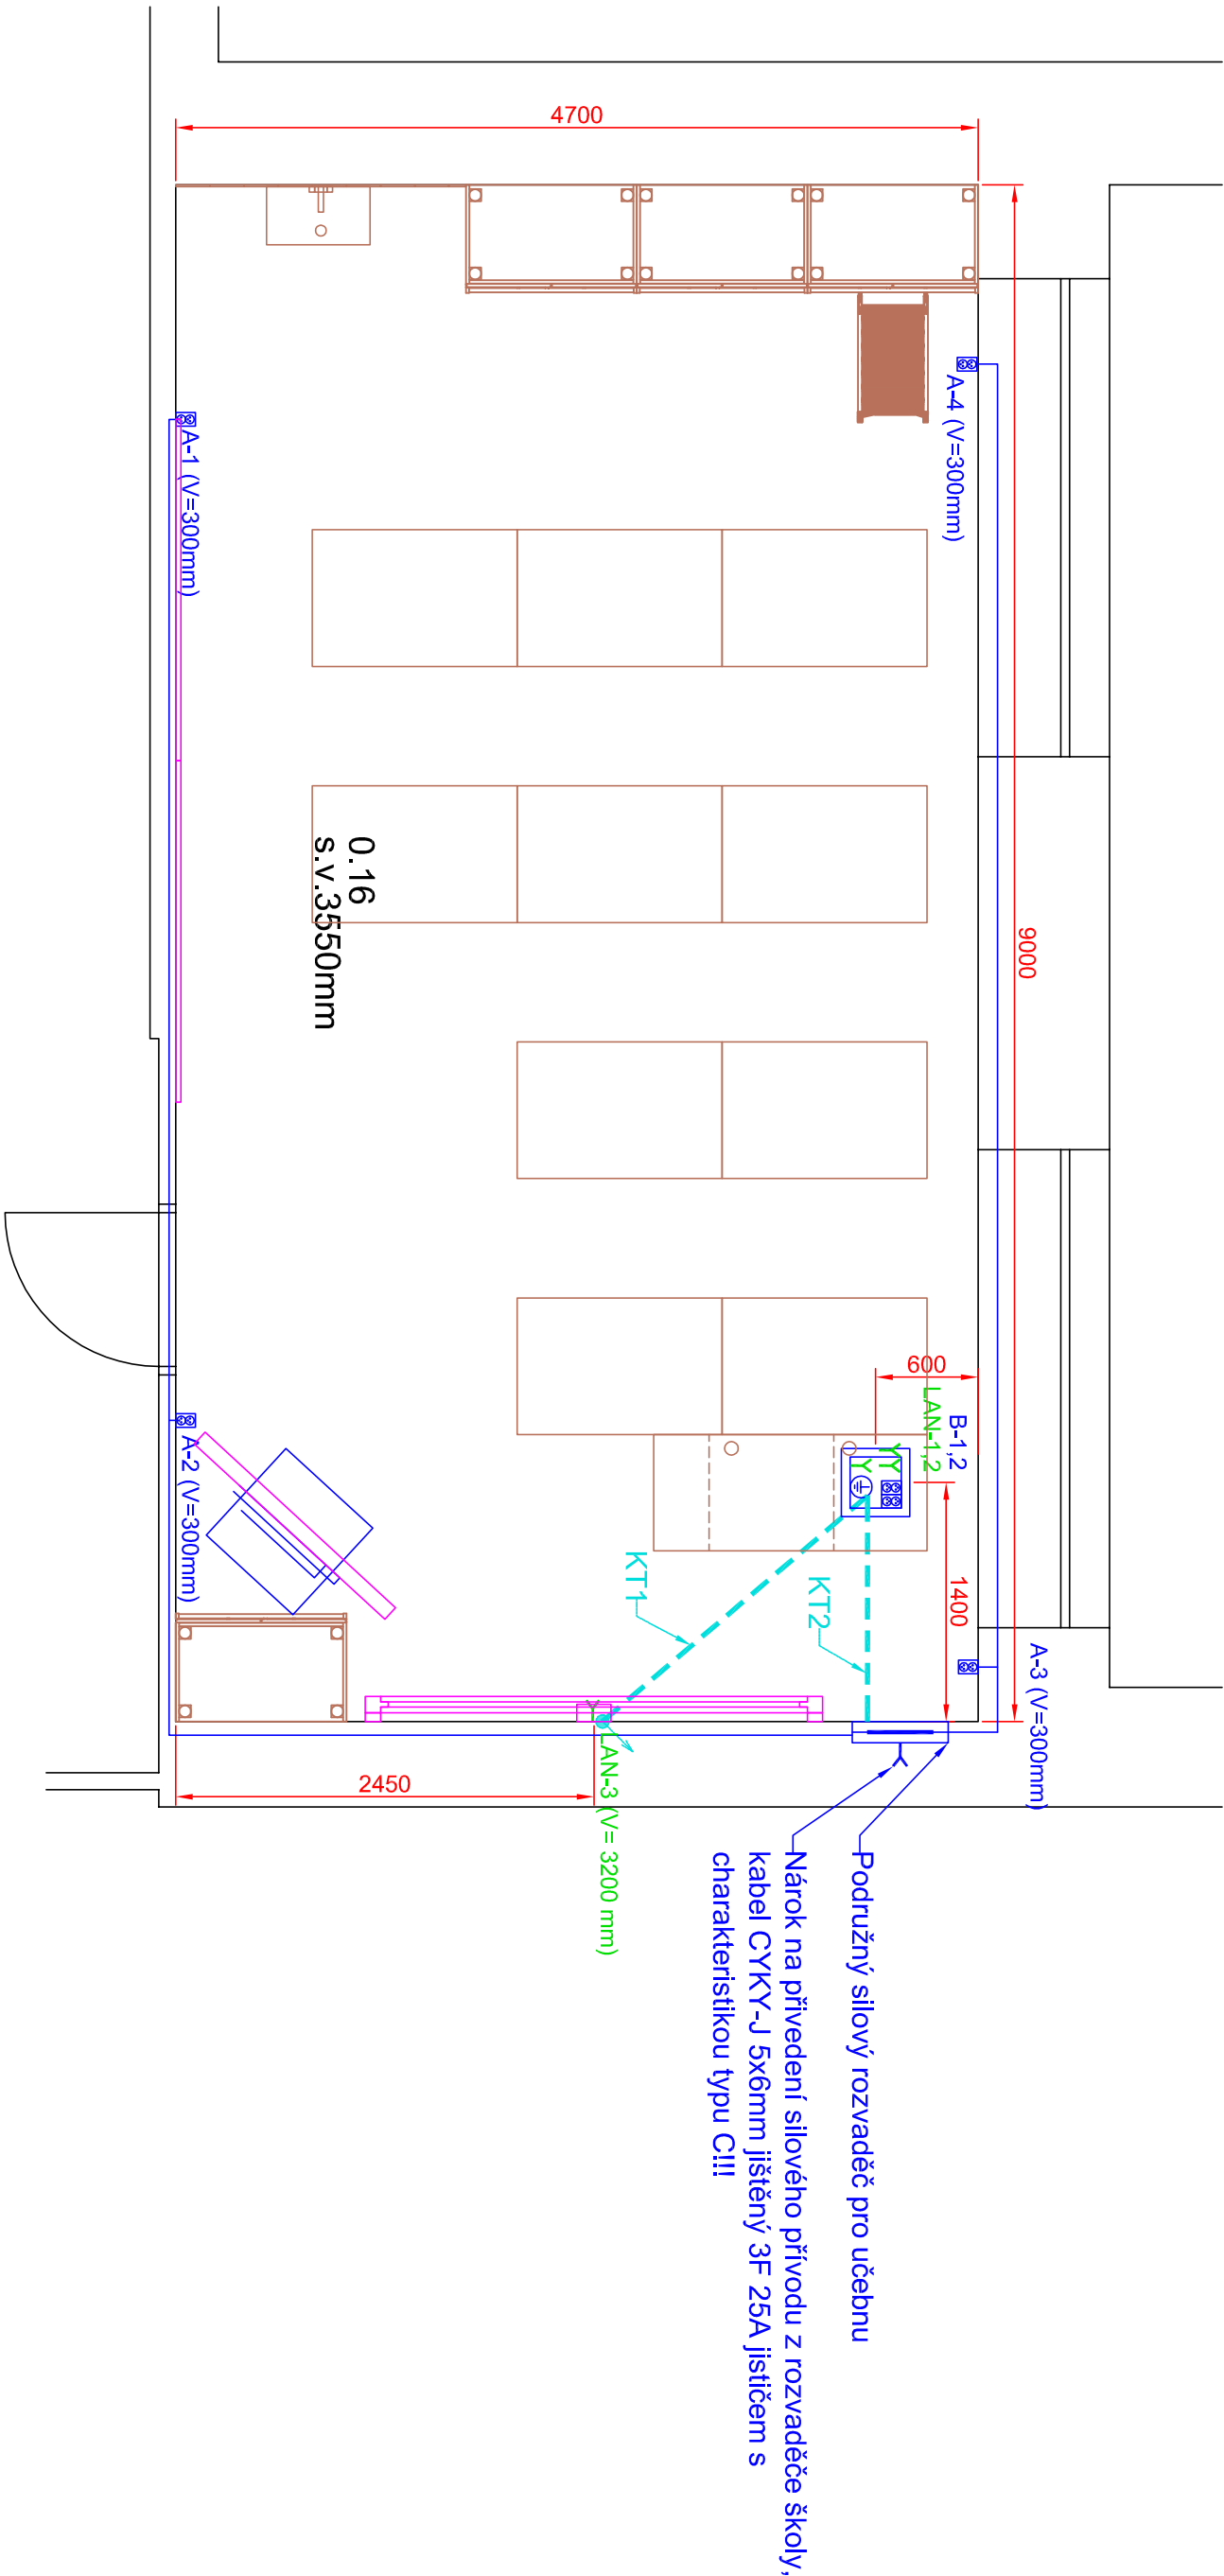 4700
A-4 (V=300mm)
A-1 (V=300mm)
0.16
s.v.3550mm
9000
600
B-1,2
LAN-1,2
1400
KT1
KT2
A-2 (V=300mm)
A-3 (V=300mm)
2450
LAN-3 (V= 3200 mm)
Podružný silový rozvaděč pro učebnu
Nárok na přivedení silového přívodu z rozvaděče školy,
kabel CYKY-J 5x6mm jištěný 3F 25A jističem s
charakteristikou typu C!!!